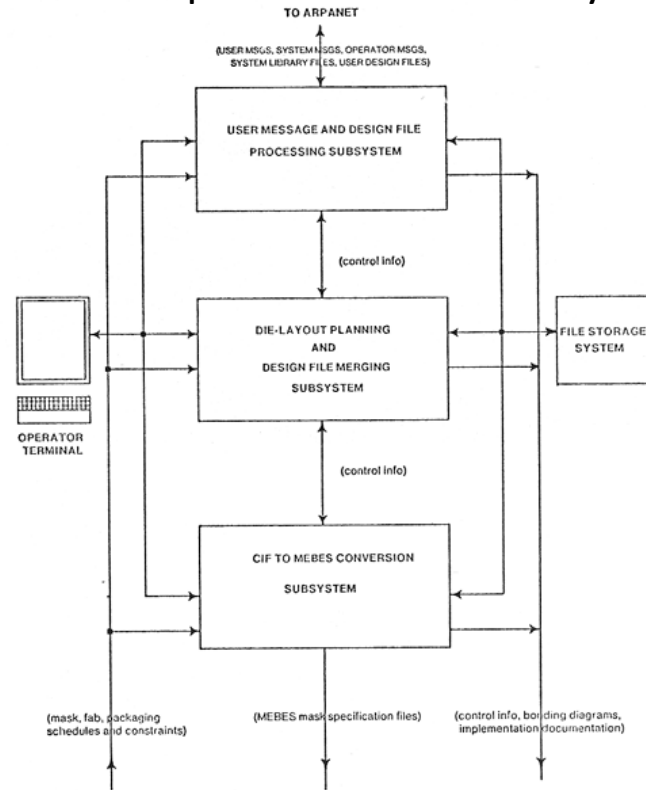 TO ARPANET
(USER MSGS, SYSTEM MSGS, OPERATOR MSGS,
SYSTEM LIBRARY FILES, USER DESIGN FILES)
USER MESSAGE AND DESIGN FILE
PROCESSING SUBSYSTEM
(control info)
DIE-LAYOUT PLANNING
AND
DESIGN FILE MERGING
SUBSYSTEM
FILE STORAGE
SYSTEM
OPERATOR
TERMINAL
(control info)
CIF TO MEBES CONVERSION
SUBSYSTEM
(mask, fab, packaging
schedules and constraints)
(MEBES mask specification files)
(control info, bonding diagrams,
implementation documentation)